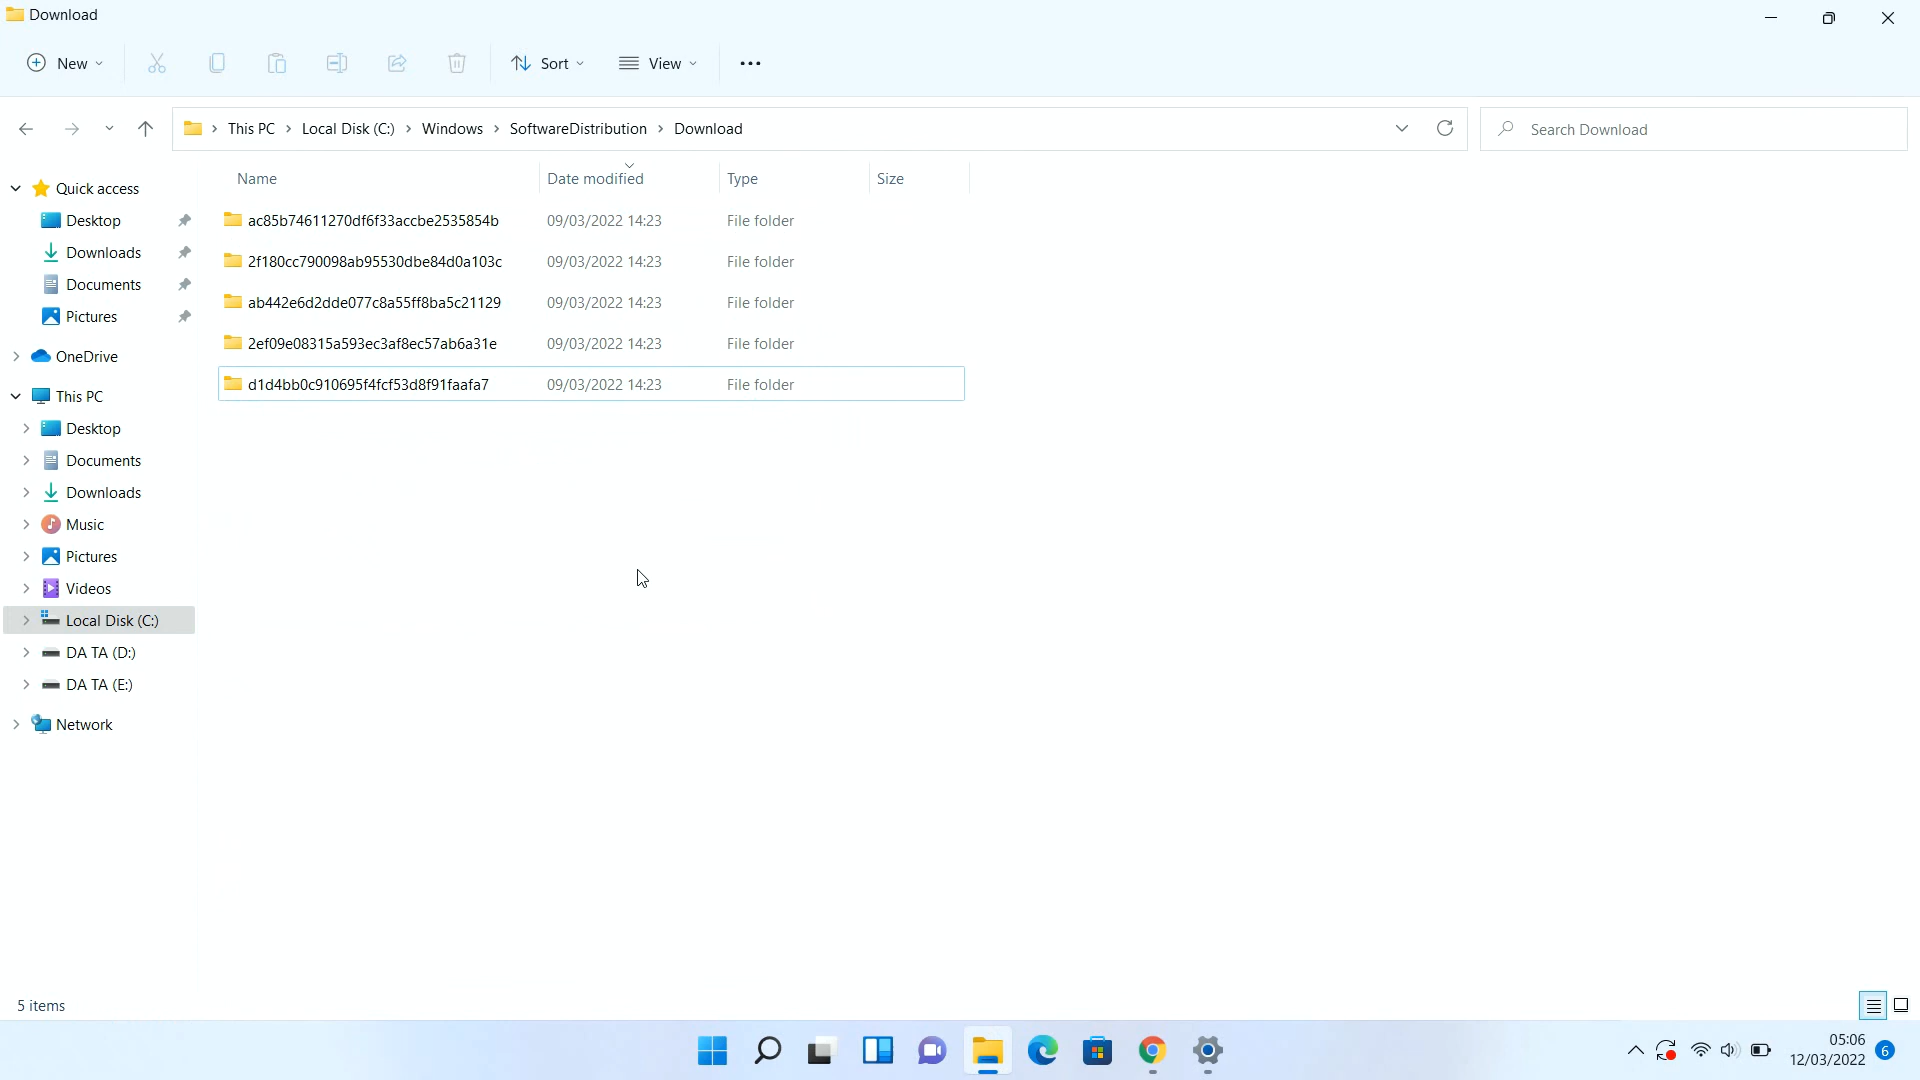 Download
New
Sort
View
This PC
Local Disk (C:)
Windows
SoftwareDistribution
Download
Search Download
Name
Date modified
Type
Size
Quick access
Desktop
Downloads
Documents
Pictures
OneDrive
This PC
Desktop
Documents
Downloads
Music
Pictures
Videos
Local Disk (C:)
DA TA (D:)
DA TA (E:)
Network
ac85b74611270df6f33accbe2535854b 09/03/2022 14:23 File folder
2f180cc790098ab95530dbe84d0a103c 09/03/2022 14:23 File folder
ab442e6d2dde077c8a55ff8ba5c21129 09/03/2022 14:23 File folder
2ef09e08315a593ec3af8ec57ab6a31e 09/03/2022 14:23 File folder
d1d4bb0c910695f4fcf53d8f91faafa7 09/03/2022 14:23 File folder
5 items
05:06
12/03/2022
6